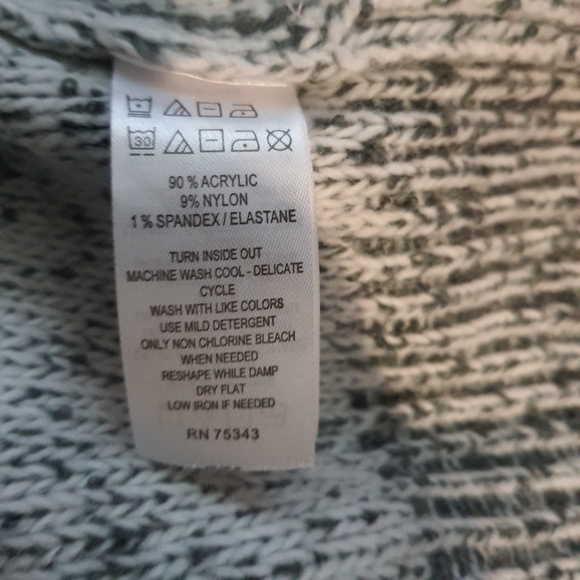 30
90 % ACRYLIC
9% NYLON
1 % SPANDEX / ELASTANE
TURN INSIDE OUT
MACHINE WASH COOL - DELICATE
CYCLE
WASH WITH LIKE COLORS
USE MILD DETERGENT
ONLY NON CHLORINE BLEACH
WHEN NEEDED
RESHAPE WHILE DAMP
DRY FLAT
LOW IRON IF NEEDED
RN 75343